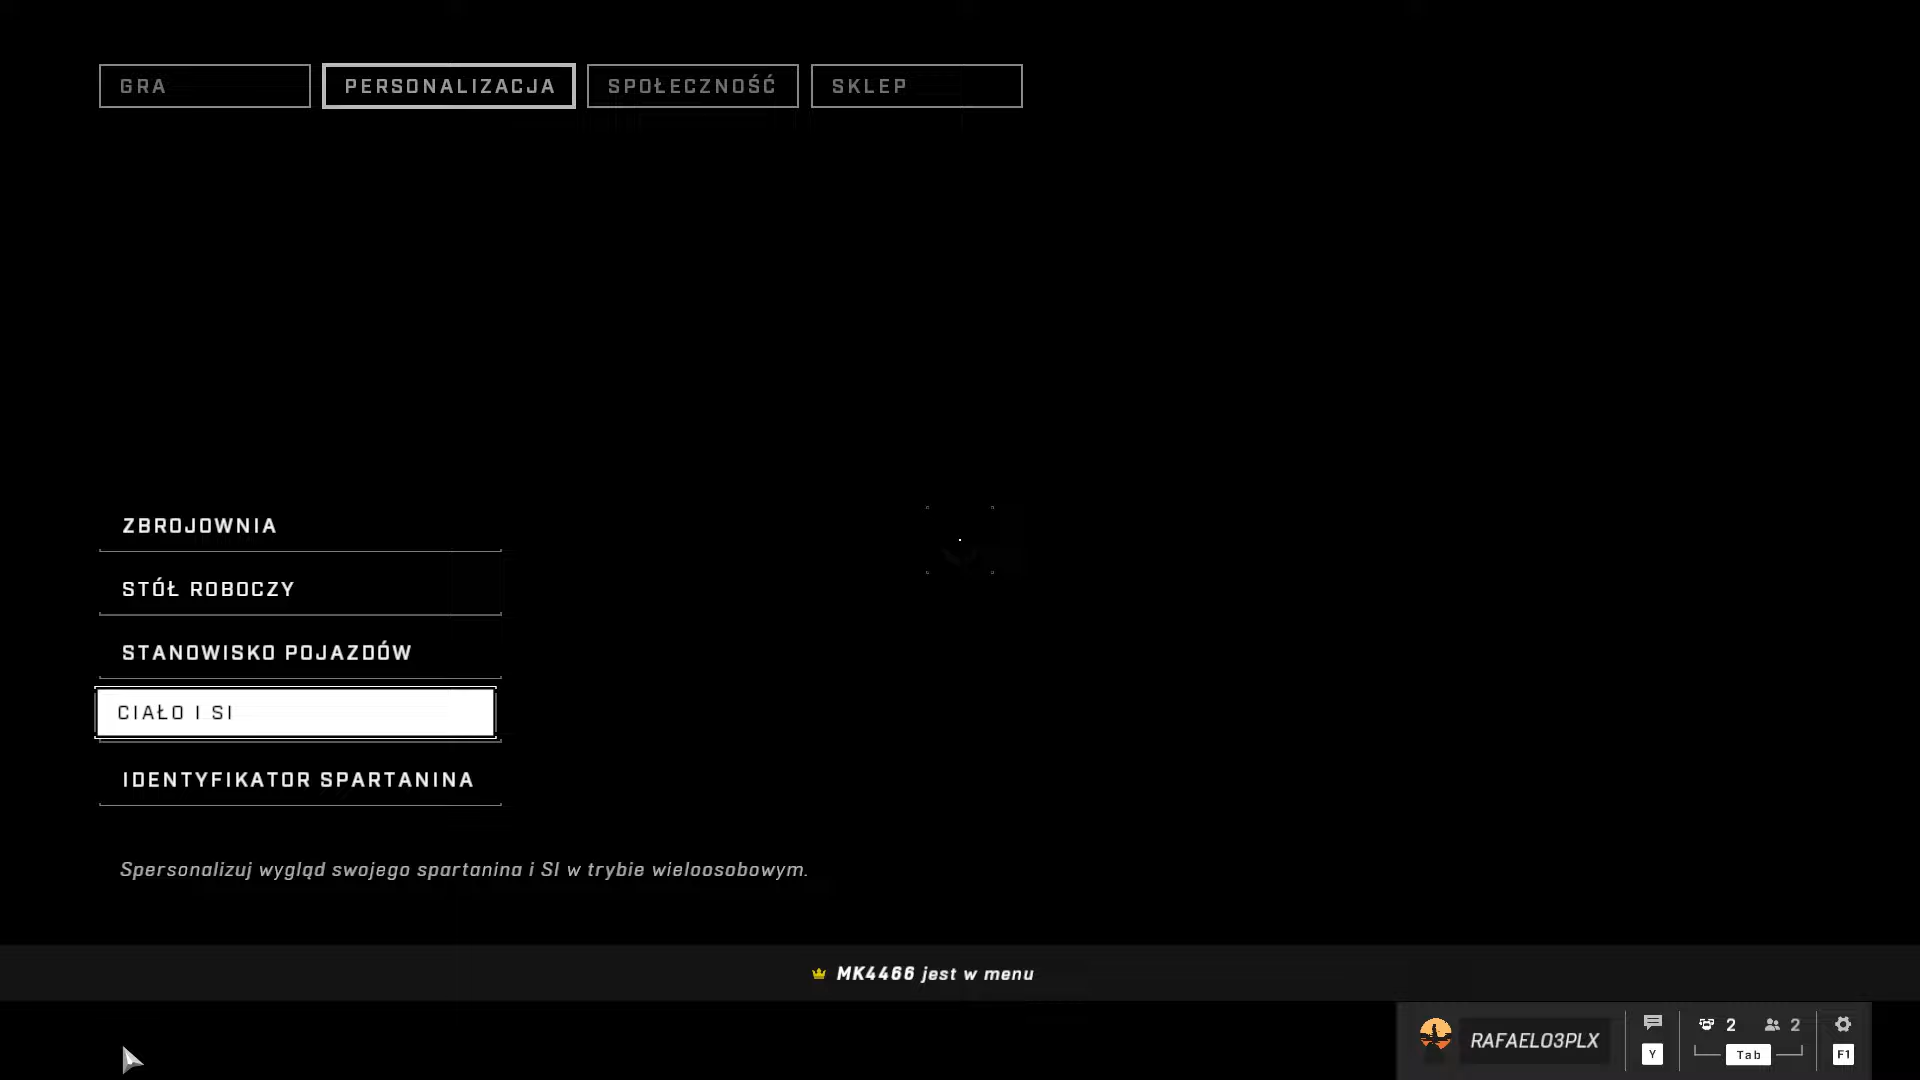 GRA
PERSONALIZACJA
SPOŁECZNOŚĆ
SKLEP
ZBROJOWNIA
STÓŁ ROBOCZY
STANOWISKO POJAZDÓW
CIAŁO I SI
IDENTYFIKATOR SPARTANINA
Spersonalizuj wygląd swojego spartanina i SI w trybie wieloosobowym.
MK4466 jest w menu
RAFAELO3PLX
2
2
Y
Tab
F1